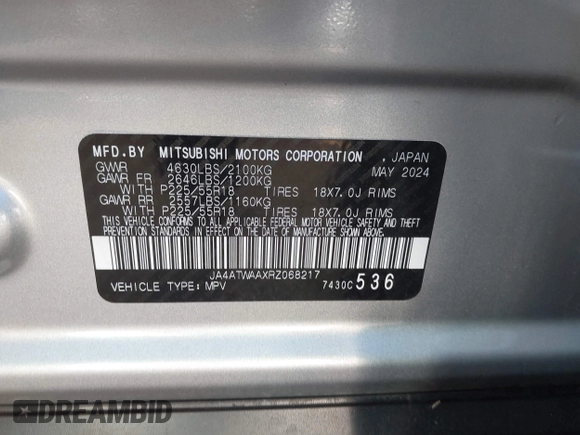 MFD.BY MITSUBISHI MOTORS CORPORATION , JAPAN
GVWR 4630LBS/2100KG MAY 2024
GAWR FR 2646LBS/1200KG
WITH P225/55R18 TIRES 18X7.0J RIMS
GAWR RR 2557LBS/1160KG
WITH P225/55R18 TIRES 18X7.0J RIMS
THIS VEHICLE CONFORMS TO ALL APPLICABLE FEDERAL MOTOR VEHICLE SAFETY AND THEFT
PREVENTION STANDARDS IN EFFECT ON THE DATE OF MANUFACTURE SHOWN ABOVE.
JA4ATWAAXRZ068217
VEHICLE TYPE: MPV 7430C 536
DREAMBID